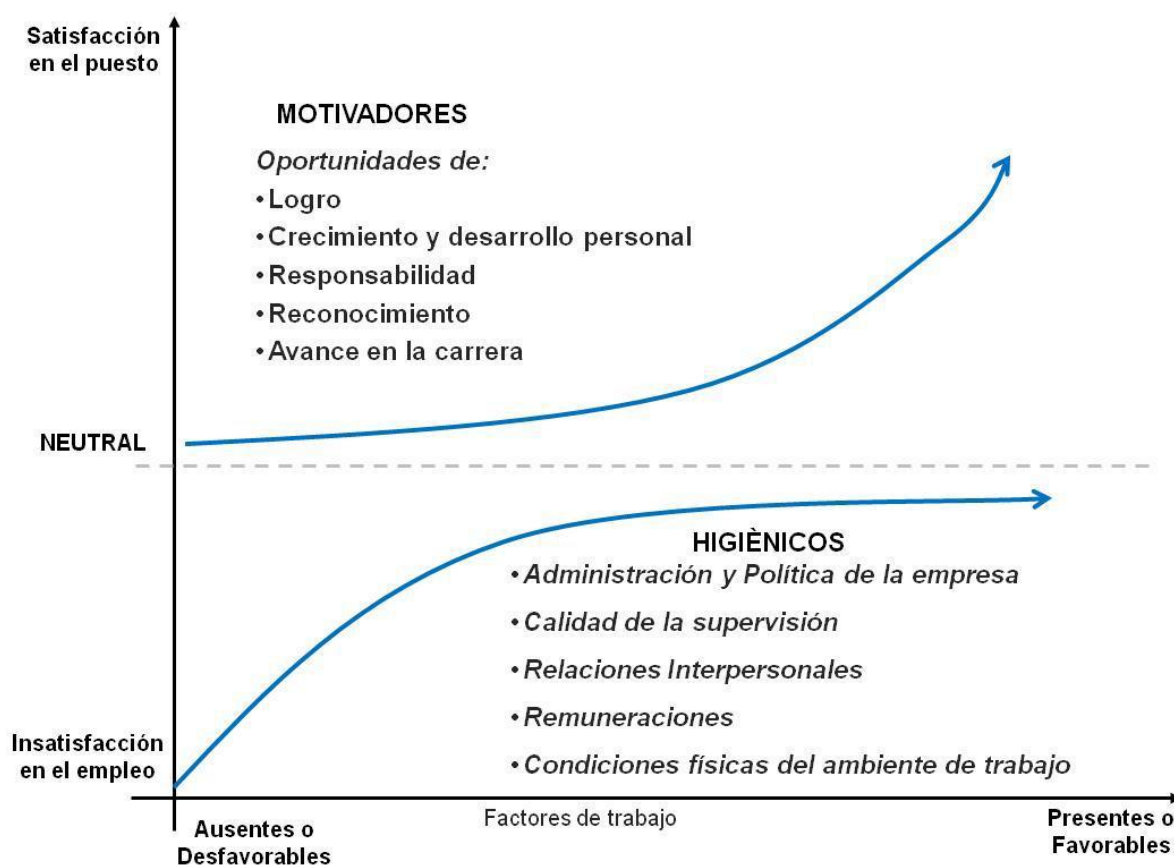 Satisfacción
en el puesto
MOTIVADORES
Oportunidades de:
•Logro
•Crecimiento y desarrollo personal
•Responsabilidad
•Reconocimiento
•Avance en la carrera
NEUTRAL
HIGIÈNICOS
•Administración y Política de la empresa
•Calidad de la supervisión
•Relaciones Interpersonales
•Remuneraciones
•Condiciones físicas del ambiente de trabajo
Insatisfacción
en el empleo
Ausentes o
Desfavorables
Factores de trabajo
Presentes o
Favorables